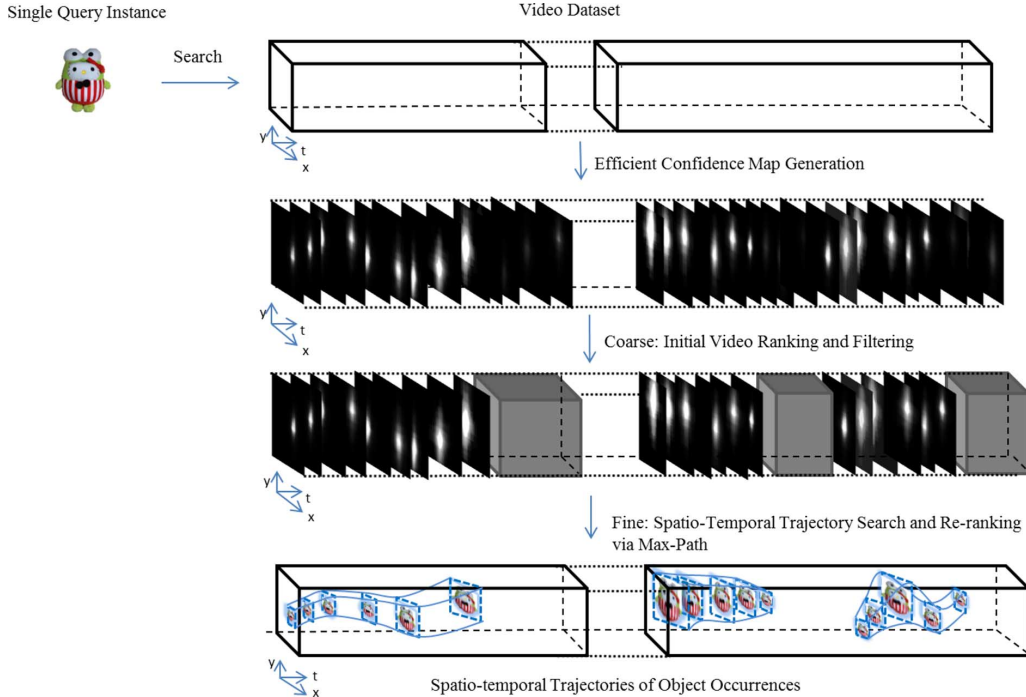 Single Query Instance
Video Dataset
Search
y
t
x
Efficient Confidence Map Generation
y
t
x
Coarse: Initial Video Ranking and Filtering
y
t
x
Fine: Spatio-Temporal Trajectory Search and Re-ranking
via Max-Path
y
t
x
Spatio-temporal Trajectories of Object Occurrences